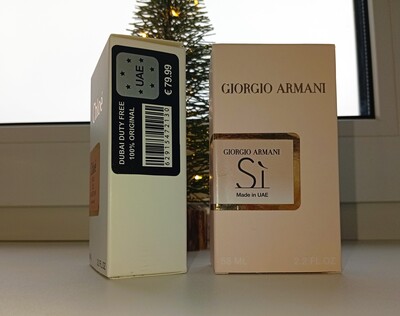 UAE
€ 79.99
DUBAI DUTY FREE
100% ORIGINAL
GIORGIO ARMANI
GIORGIO ARMANI
Sì
Made in UAE